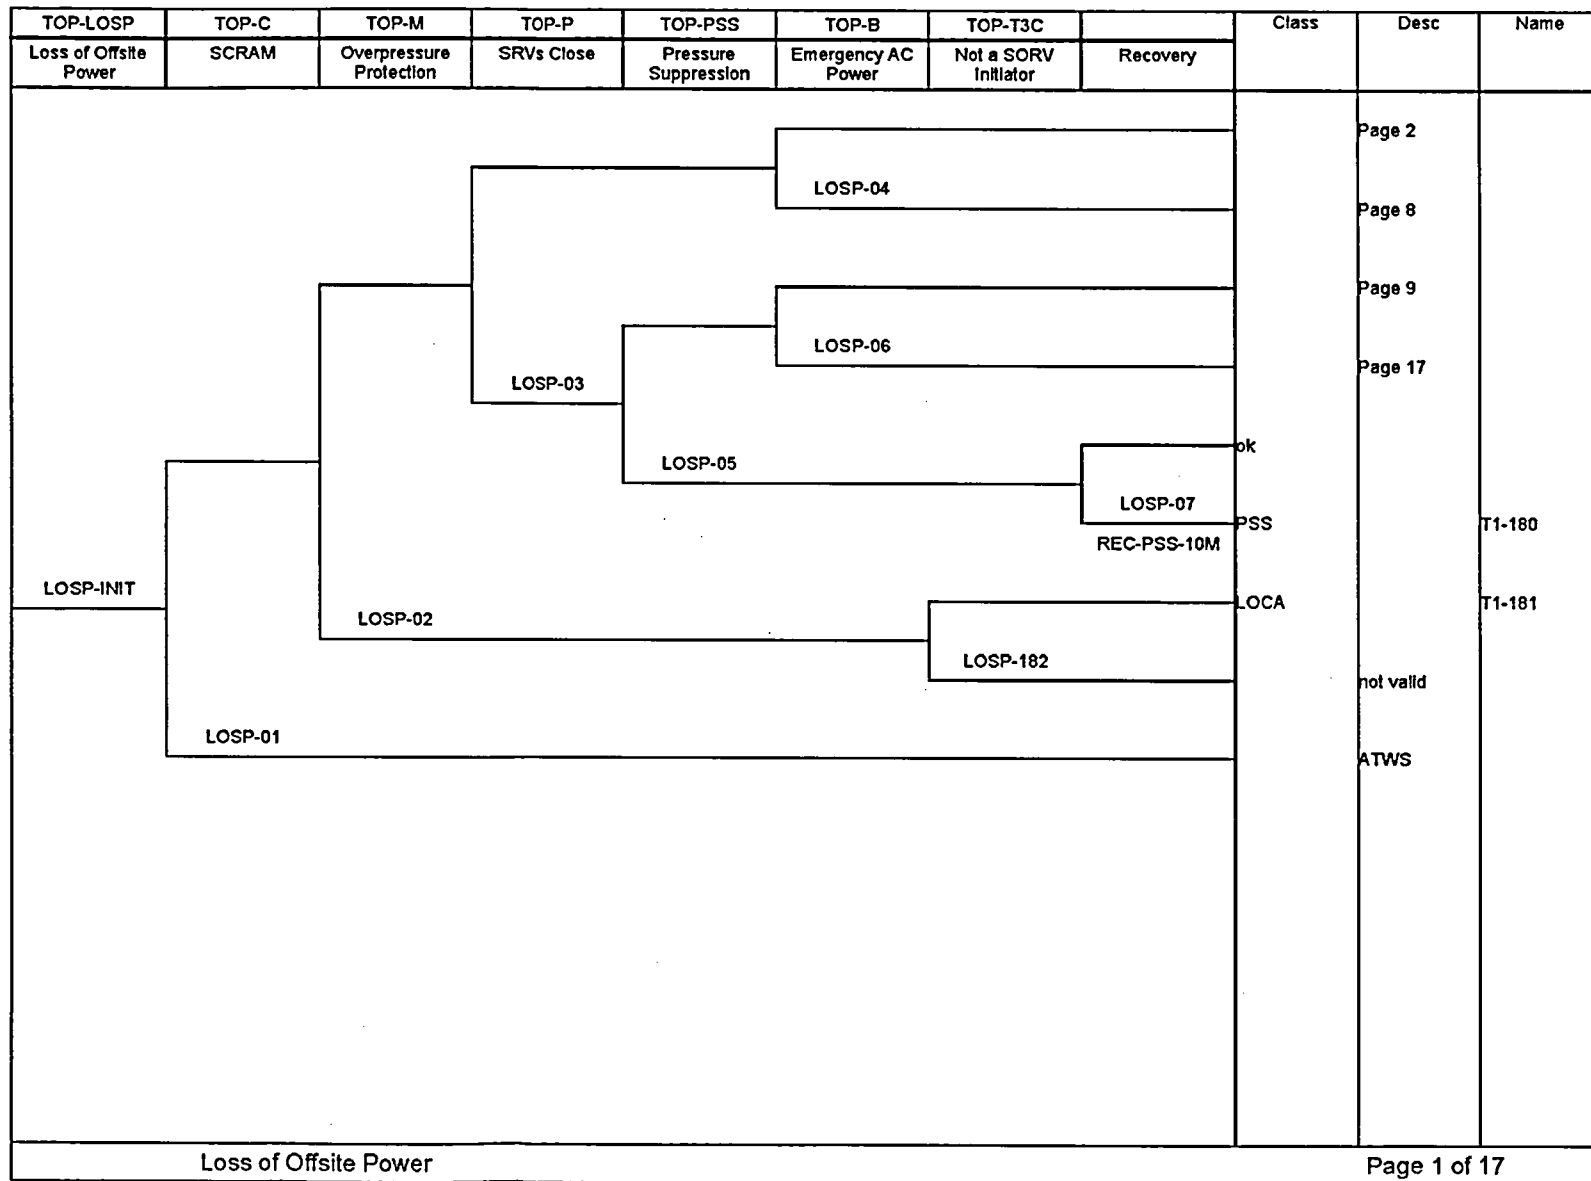 TOP-LOSP TOP-C TOP-M TOP-P TOP-PSS TOP-B TOP-T3C Class Desc Name
Loss of Offsite Power SCRAM Overpressure Protection SRVs Close Pressure Suppression Emergency AC Power Not a SORV Initiator Recovery
Page 2
LOSP-04
Page 8
Page 9
LOSP-06
Page 17
LOSP-03
ok
LOSP-05
LOSP-07
PSS T1-180
REC-PSS-10M
LOSP-INIT
LOCA T1-181
LOSP-02
LOSP-182
not valid
LOSP-01
ATWS
Loss of Offsite Power Page 1 of 17